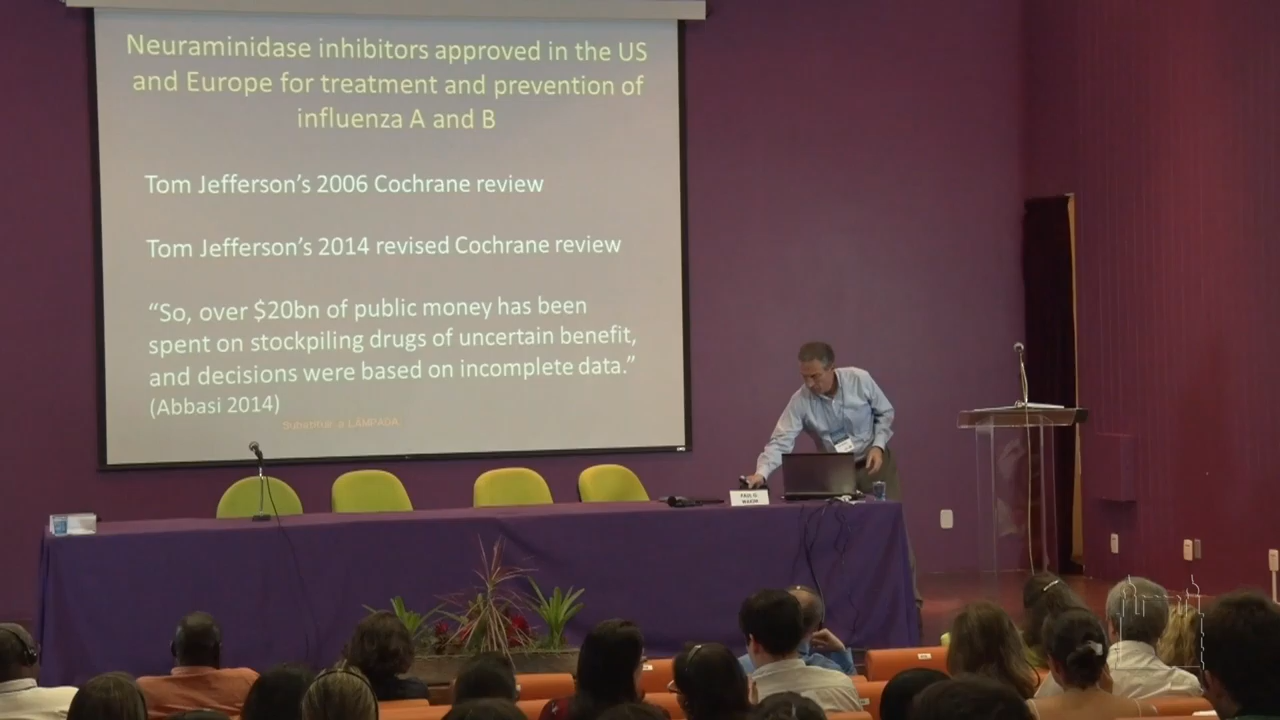 Neuraminidase inhibitors approved in the US
and Europe for treatment and prevention of
influenza A and B
Tom Jefferson's 2006 Cochrane review
Tom Jefferson's 2014 revised Cochrane review
“So, over $20bn of public money has been
spent on stockpiling drugs of uncertain benefit,
and decisions were based on incomplete data.”
(Abbasi 2014)
Substituir a LÂMPADA.
WAKIM